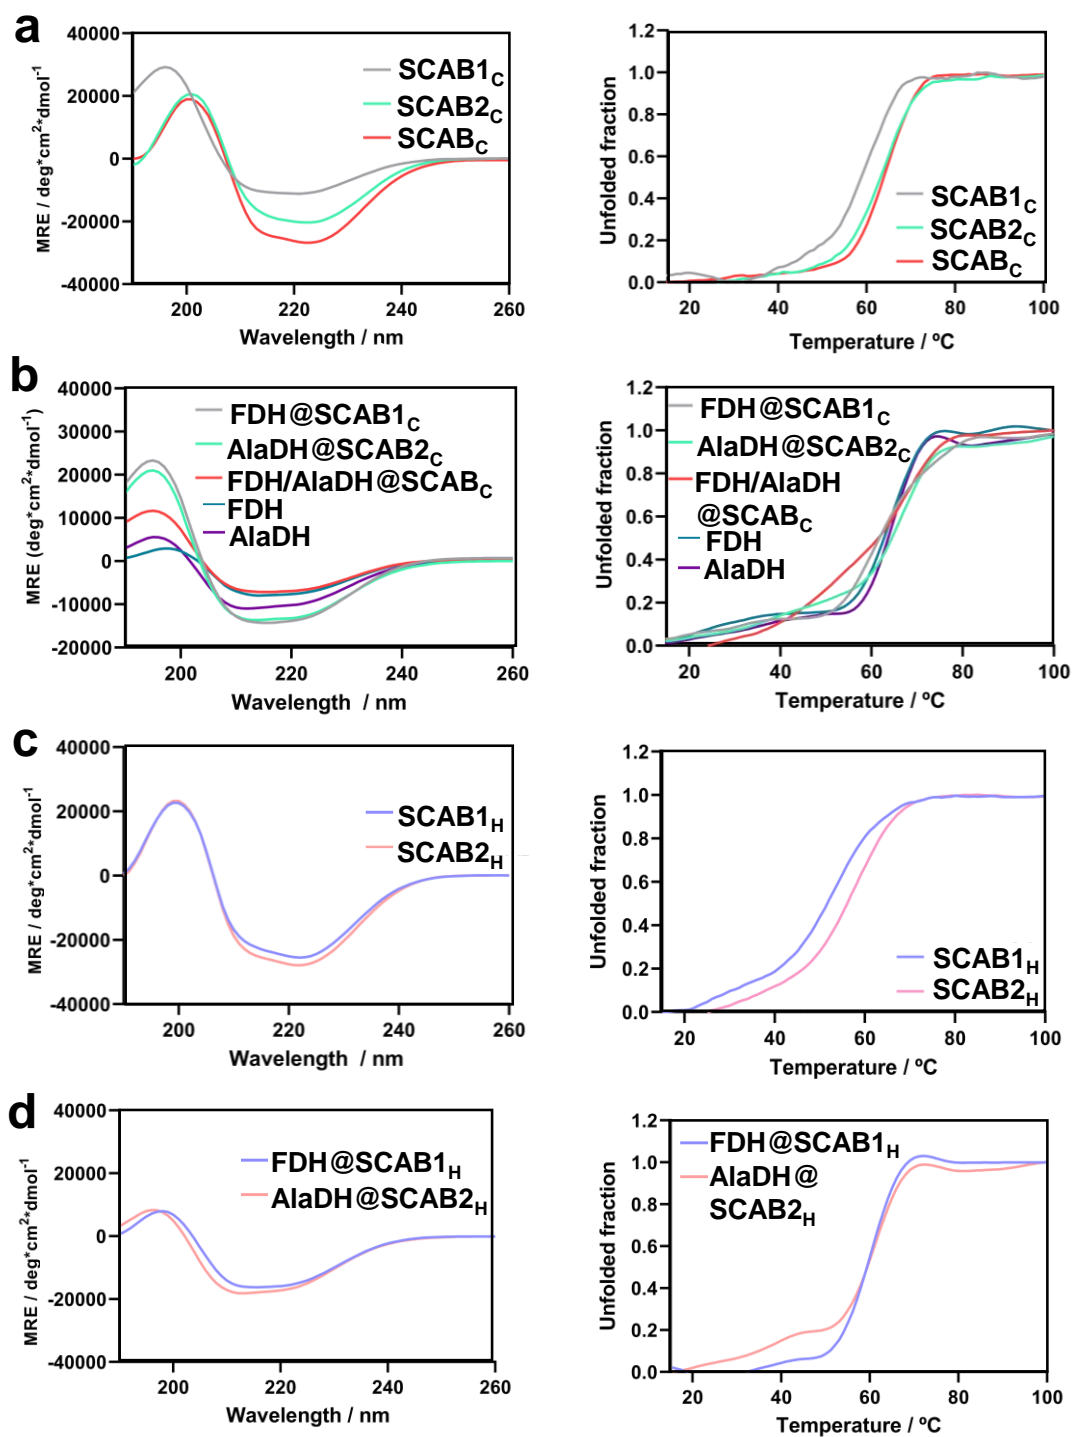 a
40000
20000
0
-20000
-40000
MRE / deg*cm²*dmol⁻¹
200
220
240
260
Wavelength / nm
SCAB1C
SCAB2C
SCABC
1.2
1.0
0.8
0.6
0.4
0.2
0.0
Unfolded fraction
20
40
60
80
100
Temperature / ºC
SCAB1C
SCAB2C
SCABC
b
40000
30000
20000
10000
0
-10000
-20000
MRE (deg*cm²*dmol⁻¹)
200
220
240
260
Wavelength / nm
FDH@SCAB1C
AlaDH@SCAB2C
FDH/AlaDH@SCABC
FDH
AlaDH
1.2
1.0
0.8
0.6
0.4
0.2
0.0
Unfolded fraction
20
40
60
80
100
Temperature / ºC
FDH@SCAB1C
AlaDH@SCAB2C
FDH/AlaDH
@SCABC
FDH
AlaDH
c
40000
20000
0
-20000
-40000
MRE / deg*cm²*dmol⁻¹
200
220
240
260
Wavelength / nm
SCAB1H
SCAB2H
1.2
1.0
0.8
0.6
0.4
0.2
0.0
Unfolded fraction
20
40
60
80
100
Temperature / ºC
SCAB1H
SCAB2H
d
40000
20000
0
-20000
-40000
MRE / deg*cm²*dmol⁻¹
200
220
240
260
Wavelength / nm
FDH@SCAB1H
AlaDH@SCAB2H
1.2
1.0
0.8
0.6
0.4
0.2
0.0
Unfolded fraction
20
40
60
80
100
Temperature / ºC
FDH@SCAB1H
AlaDH@
SCAB2H